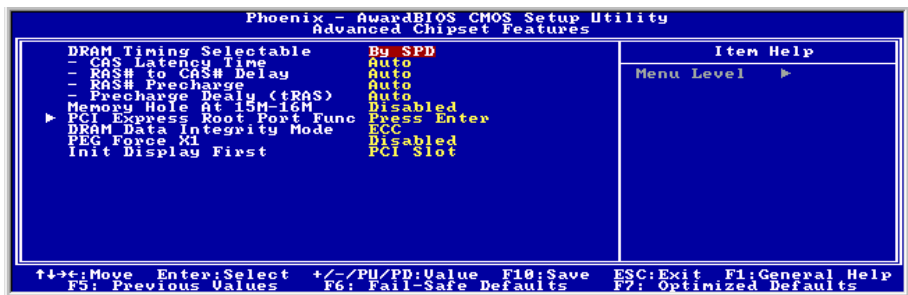 Phoenix - AwardBIOS CMOS Setup Utility
Advanced Chipset Features
DRAM Timing Selectable By SPD
- CAS Latency Time Auto
- RAS# to CAS# Delay Auto
- RAS# Precharge Auto
- Precharge Dealy (tRAS) Auto
Memory Hole At 15M-16M Disabled
► PCI Express Root Port Func Press Enter
DRAM Data Integrity Mode ECC
PEG Force X1 Disabled
Init Display First PCI Slot
Item Help
Menu Level ►
↑↓→←:Move Enter:Select +/-/PU/PD:Value F10:Save ESC:Exit F1:General Help
F5: Previous Values F6: Fail-Safe Defaults F7: Optimized Defaults